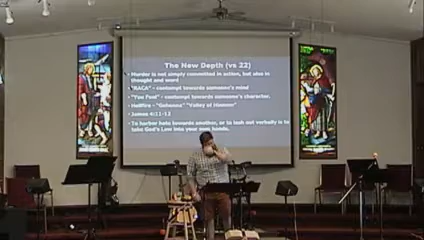 The New Depth (vs 22)
Murder is not simply committed in action, but also in
thought and word
"RACA" - contempt towards someone's mind
"You Fool" - contempt towards someone's character.
Hellfire - "Gehenna" "Valley of Hinnom"
James 4:11-12
To harbor hate towards another, or to lash out verbally is to
take God's Law into your own hands.